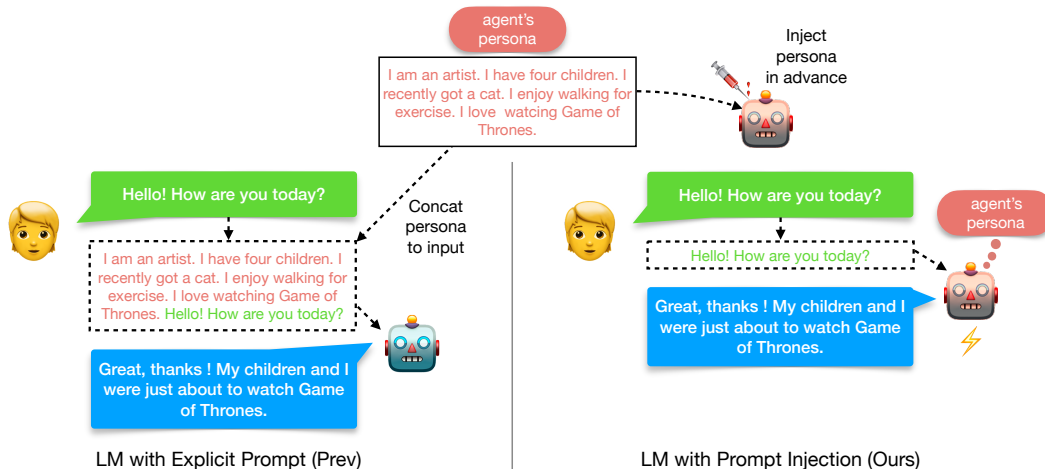 agent's
persona
I am an artist. I have four children. I
recently got a cat. I enjoy walking for
exercise. I love  watcing Game of
Thrones.
Inject
persona
in advance
Hello! How are you today?
Concat
persona
to input
I am an artist. I have four children. I
recently got a cat. I enjoy walking for
exercise. I love watching Game of
Thrones. Hello! How are you today?
Great, thanks ! My children and I
were just about to watch Game
of Thrones.
LM with Explicit Prompt (Prev)
Hello! How are you today?
agent's
persona
Hello! How are you today?
Great, thanks ! My children and I
were just about to watch Game
of Thrones.
LM with Prompt Injection (Ours)